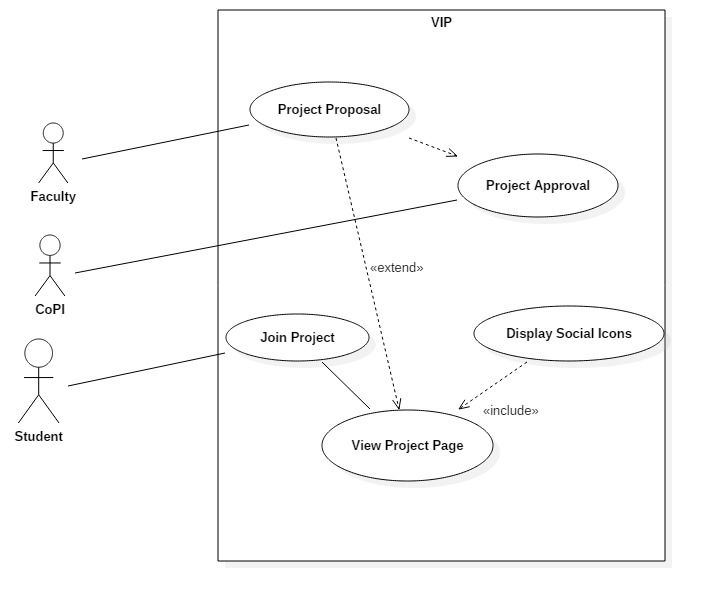 VIP
Project Proposal
Faculty
Project Approval
«extend»
CoPI
Join Project
Display Social Icons
«include»
Student
View Project Page